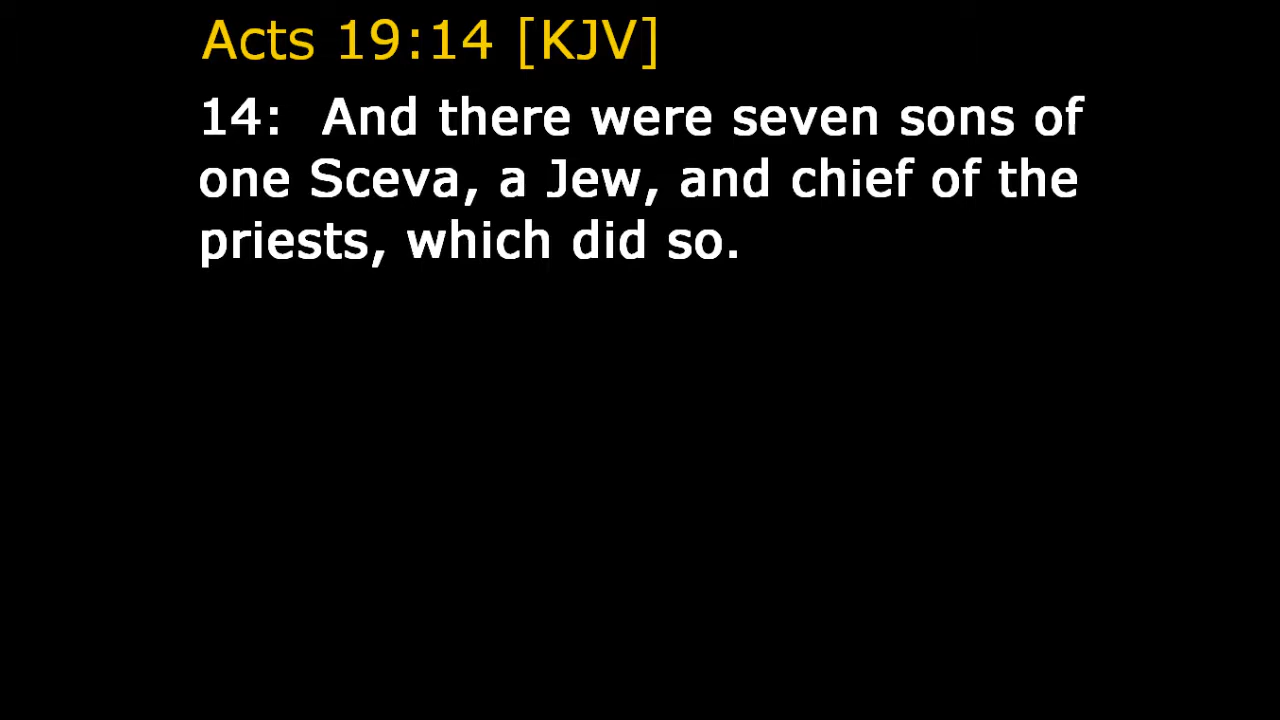 Acts 19:14 [KJV]
14:  And there were seven sons of
one Sceva, a Jew, and chief of the
priests, which did so.